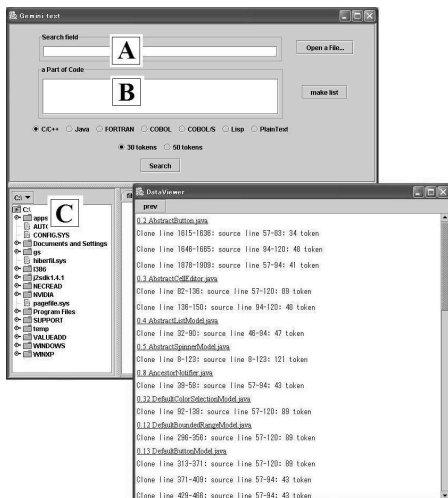 Gemini text
Search field
A
Open a File...
a Part of Code
B
make list
C/C++ Java FORTRAN COBOL COBOL/S Lisp PlainText
30 tokens 50 tokens
Search
C:\
C
C:\
apps
CONFIG.SYS
Documents and Settings
gs
hiberfil.sys
I386
j2sdk1.4.1
NECREAD
NVIDIA
pagefile.sys
Program Files
SUPPORT
temp
VALUEADD
WINDOWS
WINXP
DataViewer
prev
0.2 AbstractButton.java
Clone line 1615-1636: source line 57-83: 34 token
Clone line 1646-1665: source line 94-120: 48 token
Clone line 1878-1909: source line 57-94: 41 token
0.3 AbstractCellEditor.java
Clone line 82-136: source line 57-120: 89 token
Clone line 136-150: source line 94-120: 48 token
0.4 AbstractListModel.java
Clone line 32-90: source line 46-94: 47 token
0.5 AbstractSpinnerModel.java
Clone line 8-123: source line 8-123: 121 token
0.8 AncestorNotifier.java
Clone line 39-58: source line 57-94: 43 token
0.32 DefaultColorSelectionModel.java
Clone line 92-138: source line 57-120: 89 token
0.12 DefaultBoundedRangeModel.java
Clone line 296-356: source line 57-120: 89 token
0.13 DefaultButtonModel.java
Clone line 313-371: source line 57-120: 89 token
Clone line 371-409: source line 57-94: 43 token
Clone line 429-466: source line 57-94: 43 token